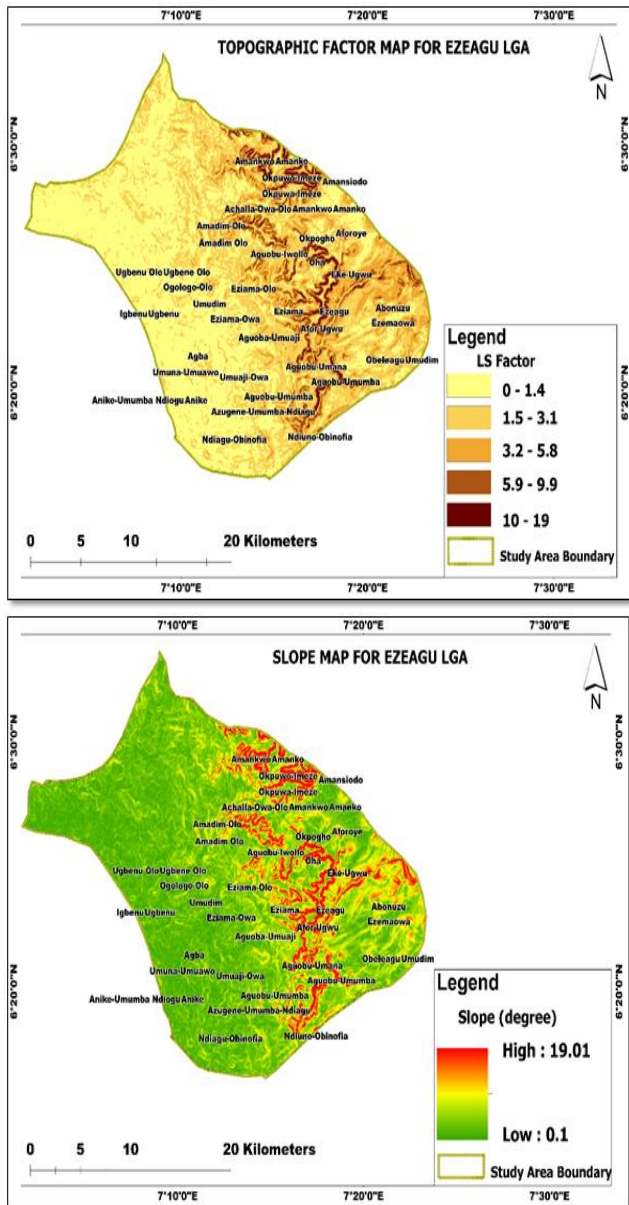 7°10'0"E 7°20'0"E 7°30'0"E
TOPOGRAPHIC FACTOR MAP FOR EZEAGU LGA
N
6°30'0"N 6°30'0"N
Amankwo Amanko
Okpuwa-Imeze Amansiodo
Okpuwa-Imeze
Achalla-Owa-Olo Amankwo Amanko
Amadim-Olo
Aforoye
Okpogho
Amadim Olo
Aguobu-Iwollo
Oha
Eke-Ugwu
Ugbenu Olo Ugbene Olo
Ogologo-Olo Eziama-Olo
Umudim
Abonuzu
Igbenu Ugbenu
Eziama Ezeagu
Eziama-Owa
Ezemaowa
Afor-Ugwu
Aguoba-Umuaji
Agba
Obeleagu Umudim
Aguobu-Umana
Umuna-Umuawo
Umuaji-Owa
Aguobu-Umumba
6°20'0"N 6°20'0"N
Anike-Umumba Ndiogu Anike
Aguobu-Umumba
Azugene-Umumba-Ndiagu
Ndiagu-Obinofia
Ndiuno-Obinofia
Legend
LS Factor
0 - 1.4
1.5 - 3.1
3.2 - 5.8
5.9 - 9.9
10 - 19
Study Area Boundary
0 5 10 20 Kilometers
7°10'0"E 7°20'0"E 7°30'0"E
7°10'0"E 7°20'0"E 7°30'0"E
SLOPE MAP FOR EZEAGU LGA
N
6°30'0"N 6°30'0"N
Amankwo Amanko
Okpuwa-Imeze Amansiodo
Okpuwa-Imeze
Achalla-Owa-Olo Amankwo Amanko
Amadim-Olo
Aforoye
Okpogho
Amadim Olo
Aguobu-Iwollo
Oha
Eke-Ugwu
Ugbenu Olo Ugbene Olo
Ogologo-Olo Eziama-Olo
Umudim
Abonuzu
Igbenu Ugbenu
Eziama Ezeagu
Eziama-Owa
Ezemaowa
Afor-Ugwu
Aguoba-Umuaji
Agba
Obeleagu Umudim
Aguobu-Umana
Umuna-Umuawo
Umuaji-Owa
Aguobu-Umumba
6°20'0"N 6°20'0"N
Anike-Umumba Ndiogu Anike
Aguobu-Umumba
Azugene-Umumba-Ndiagu
Ndiagu-Obinofia
Ndiuno-Obinofia
Legend
Slope (degree)
High : 19.01
Low : 0.1
Study Area Boundary
0 5 10 20 Kilometers
7°10'0"E 7°20'0"E 7°30'0"E